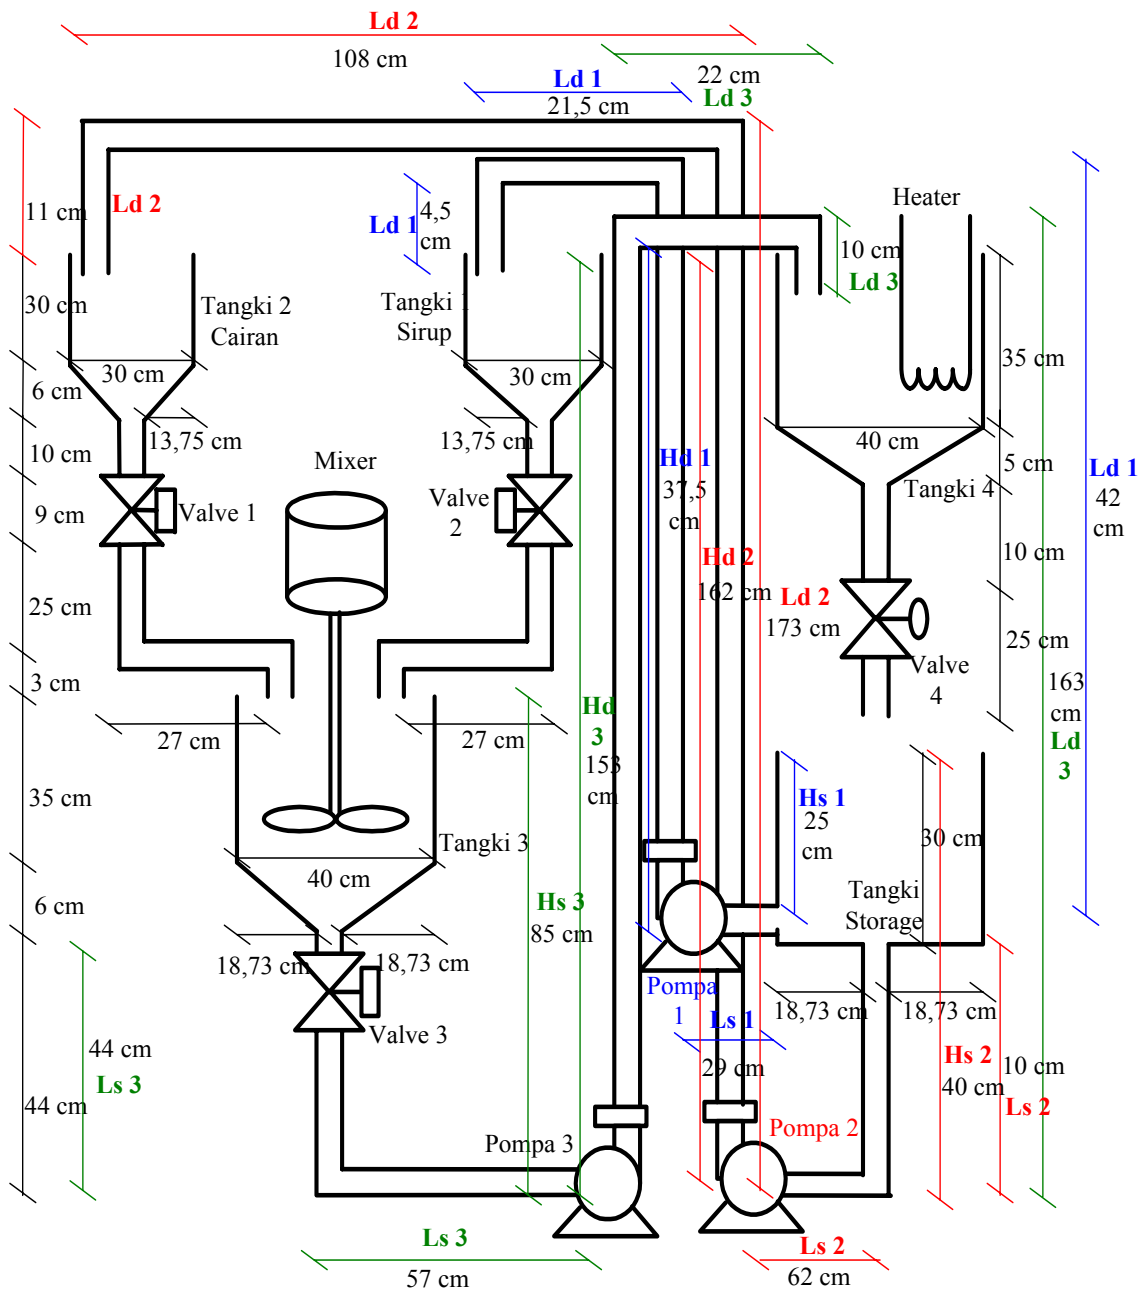 Ld 2
108 cm
22 cm
Ld 3
Ld 1
21,5 cm
11 cm
Ld 2
Ld 1
4,5
cm
Heater
10 cm
Ld 3
30 cm
Tangki 2
Cairan
Tangki 1
Sirup
35 cm
6 cm
30 cm
30 cm
13,75 cm
13,75 cm
40 cm
5 cm
10 cm
Mixer
Hd 1
37,5
cm
Tangki 4
Ld 1
42
cm
9 cm
Valve 1
Valve
2
Hd 2
162 cm
10 cm
25 cm
Ld 2
173 cm
25 cm
Valve
4
3 cm
163
cm
Ld
3
27 cm
27 cm
Hd
3
153
cm
35 cm
Hs 1
25
cm
30 cm
Tangki 3
40 cm
6 cm
Hs 3
85 cm
Tangki
Storage
18,73 cm
18,73 cm
Pompa
1
Ls 1
29 cm
18,73 cm
18,73 cm
Valve 3
44 cm
Ls 3
44 cm
Hs 2
40 cm
10 cm
Ls 2
Pompa 3
Pompa 2
Ls 3
57 cm
Ls 2
62 cm